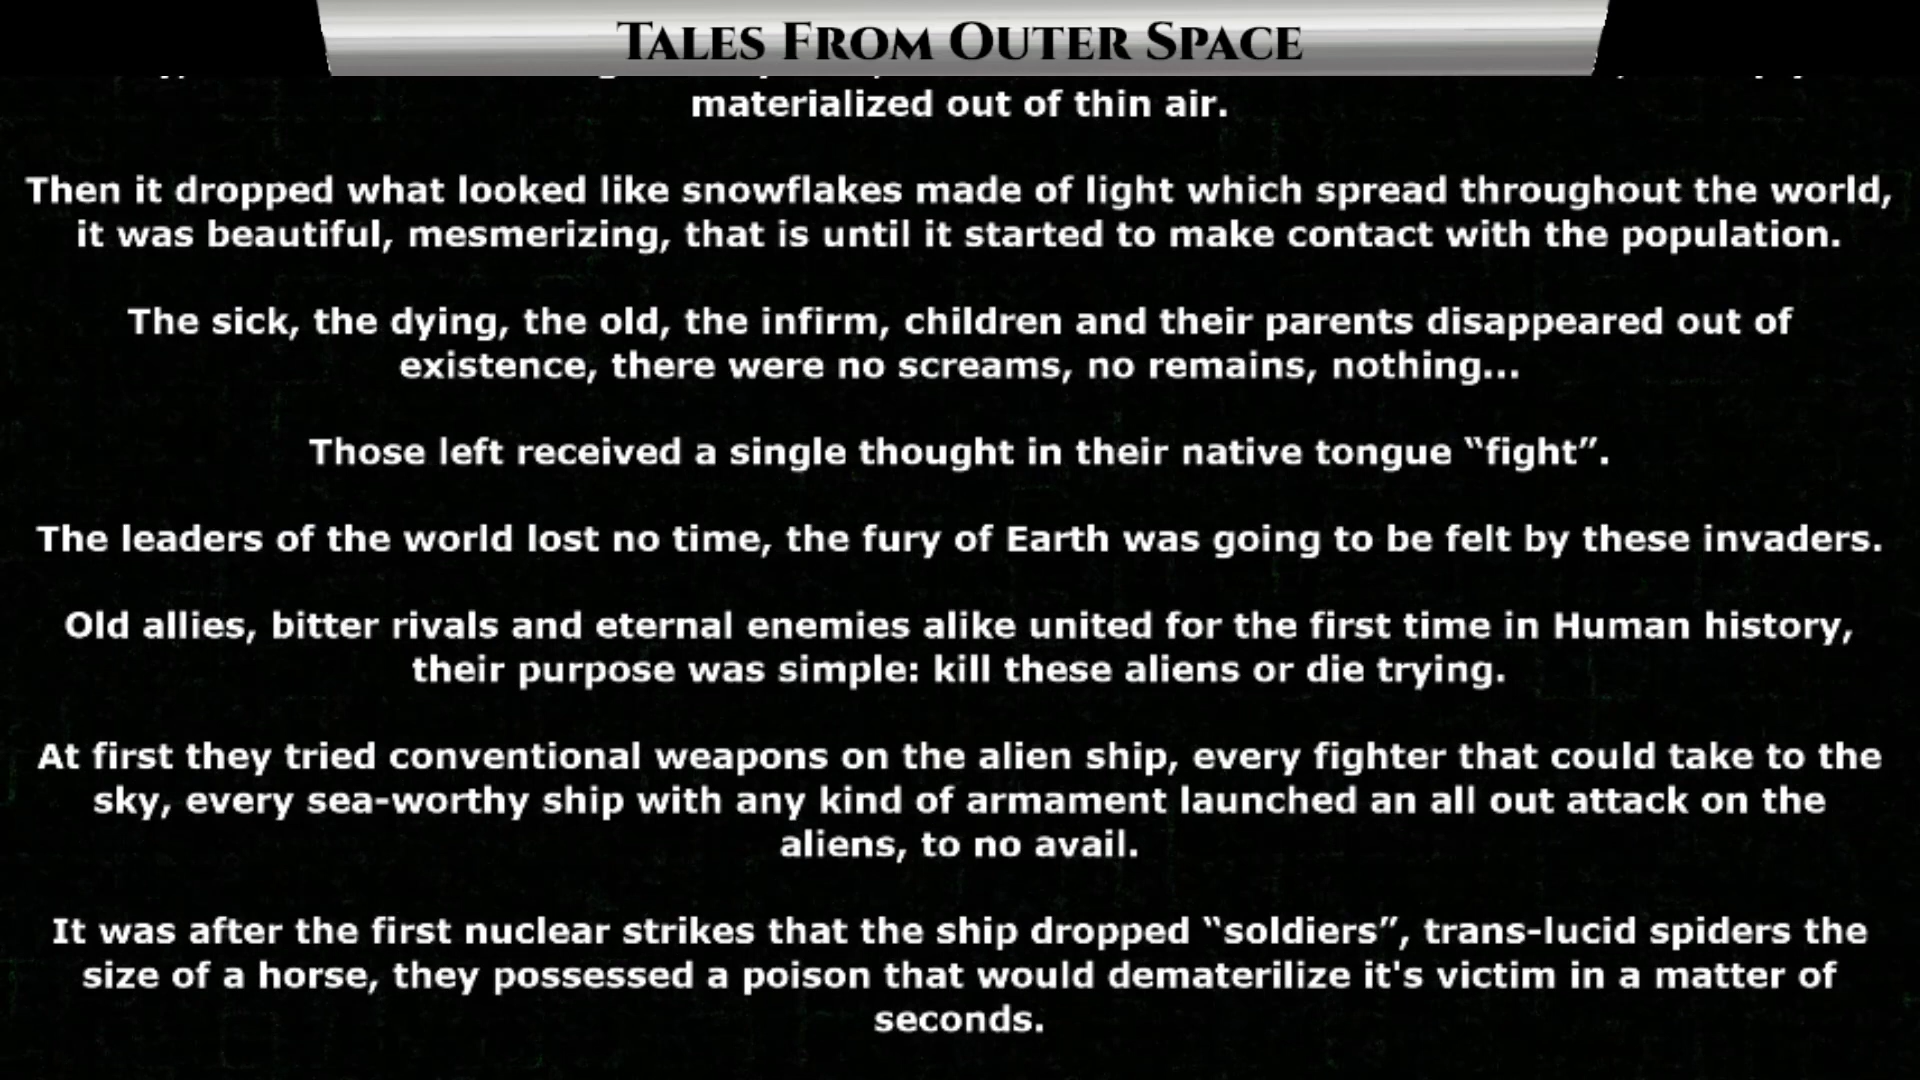 Tales From Outer Space
materialized out of thin air.
Then it dropped what looked like snowflakes made of light which spread throughout the world,
it was beautiful, mesmerizing, that is until it started to make contact with the population.
The sick, the dying, the old, the infirm, children and their parents disappeared out of
existence, there were no screams, no remains, nothing...
Those left received a single thought in their native tongue “fight”.
The leaders of the world lost no time, the fury of Earth was going to be felt by these invaders.
Old allies, bitter rivals and eternal enemies alike united for the first time in Human history,
their purpose was simple: kill these aliens or die trying.
At first they tried conventional weapons on the alien ship, every fighter that could take to the
sky, every sea-worthy ship with any kind of armament launched an all out attack on the
aliens, to no avail.
It was after the first nuclear strikes that the ship dropped “soldiers”, trans-lucid spiders the
size of a horse, they possessed a poison that would dematerilize it's victim in a matter of
seconds.